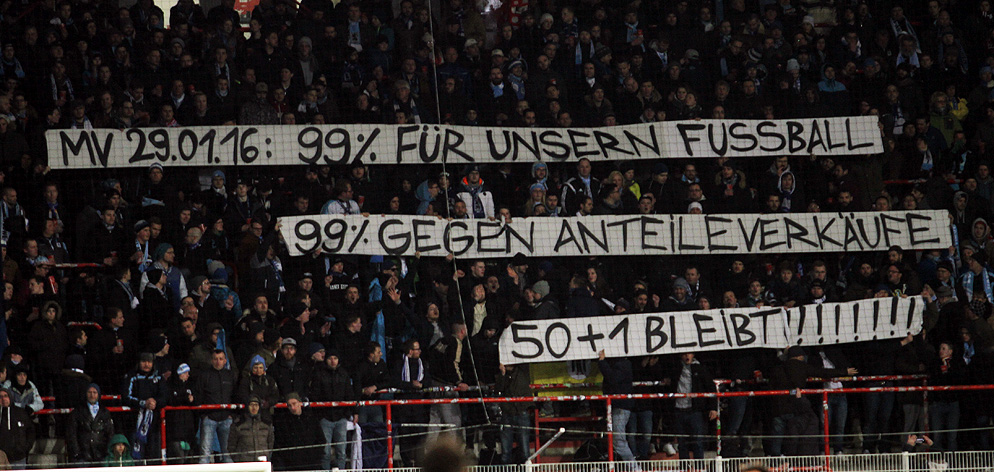 MV 29.01.16: 99% FÜR UNSERN FUSSBALL
99% GEGEN ANTEILEVERKÄUFE
50+1 BLEIBT!!!!!!!!